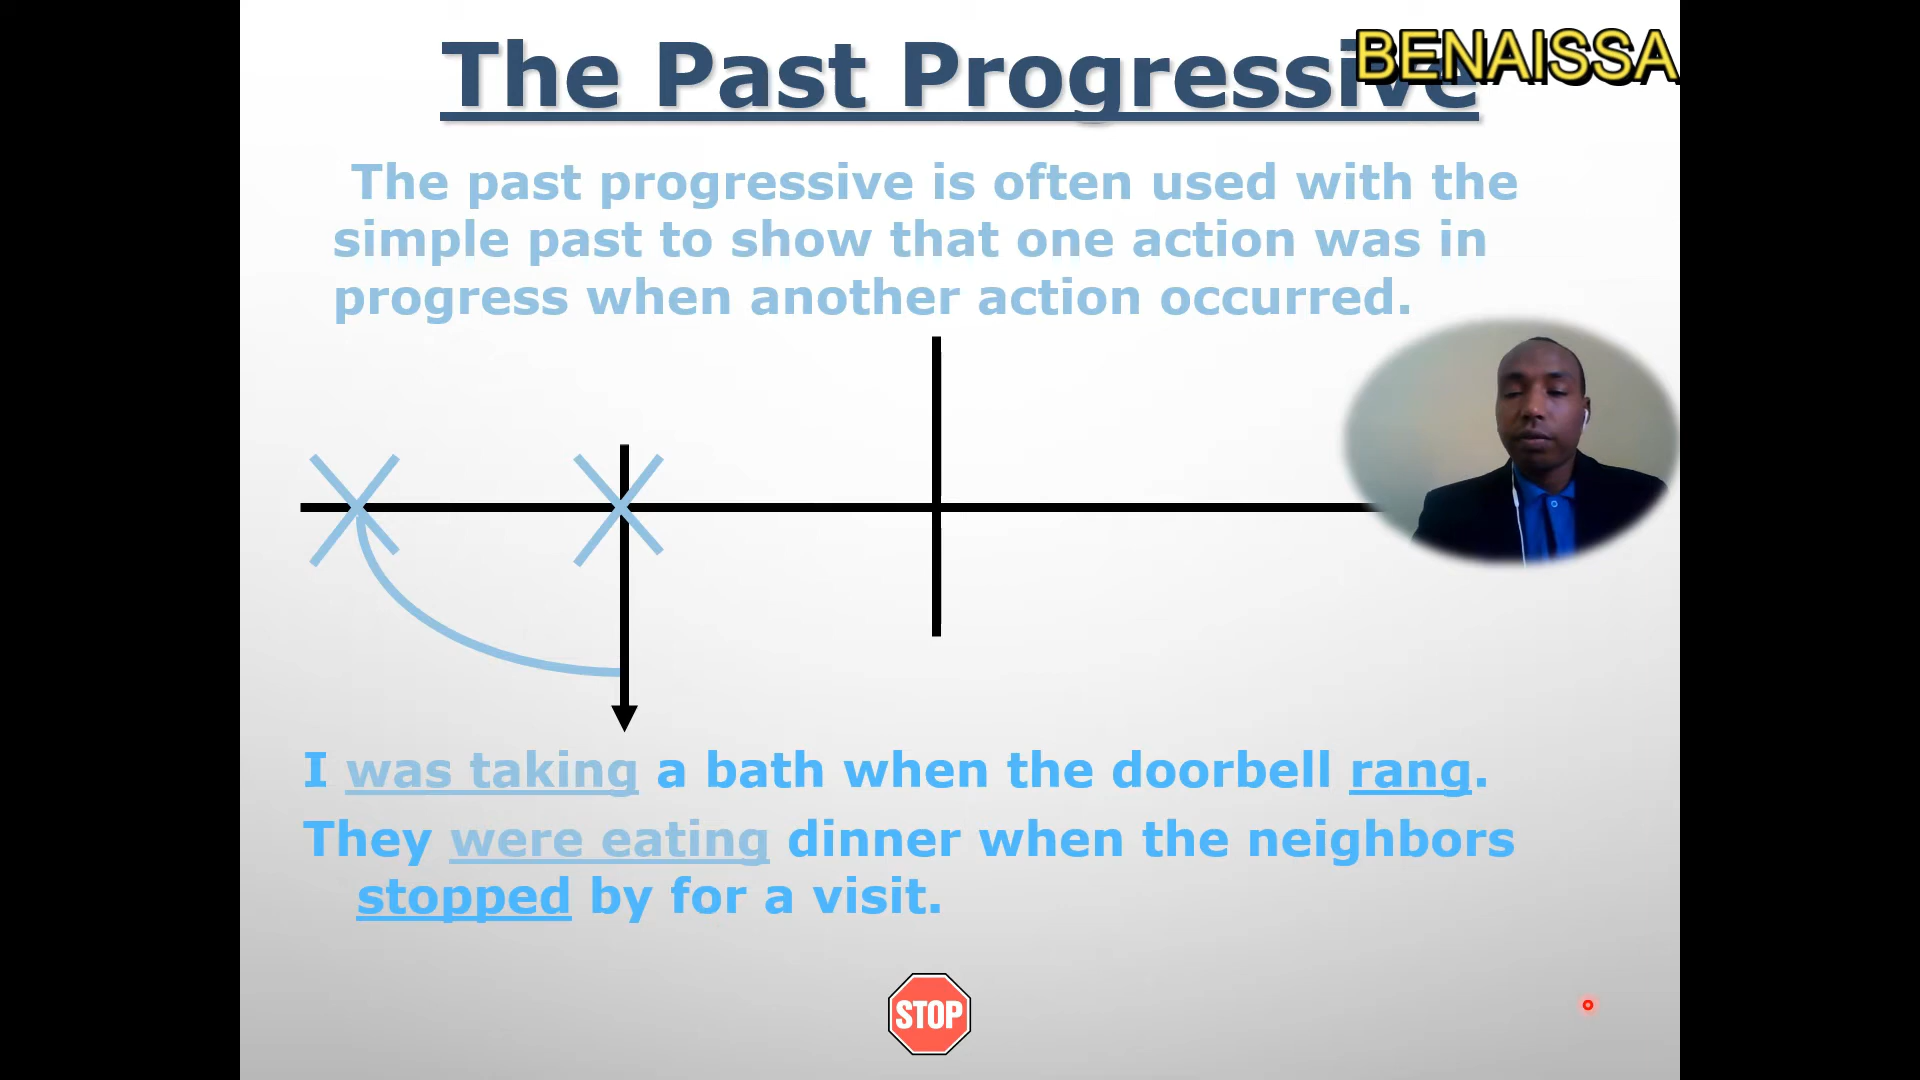 The Past Progressive
BENAISSA
The past progressive is often used with the
simple past to show that one action was in
progress when another action occurred.
I was taking a bath when the doorbell rang.
They were eating dinner when the neighbors
stopped by for a visit.
STOP